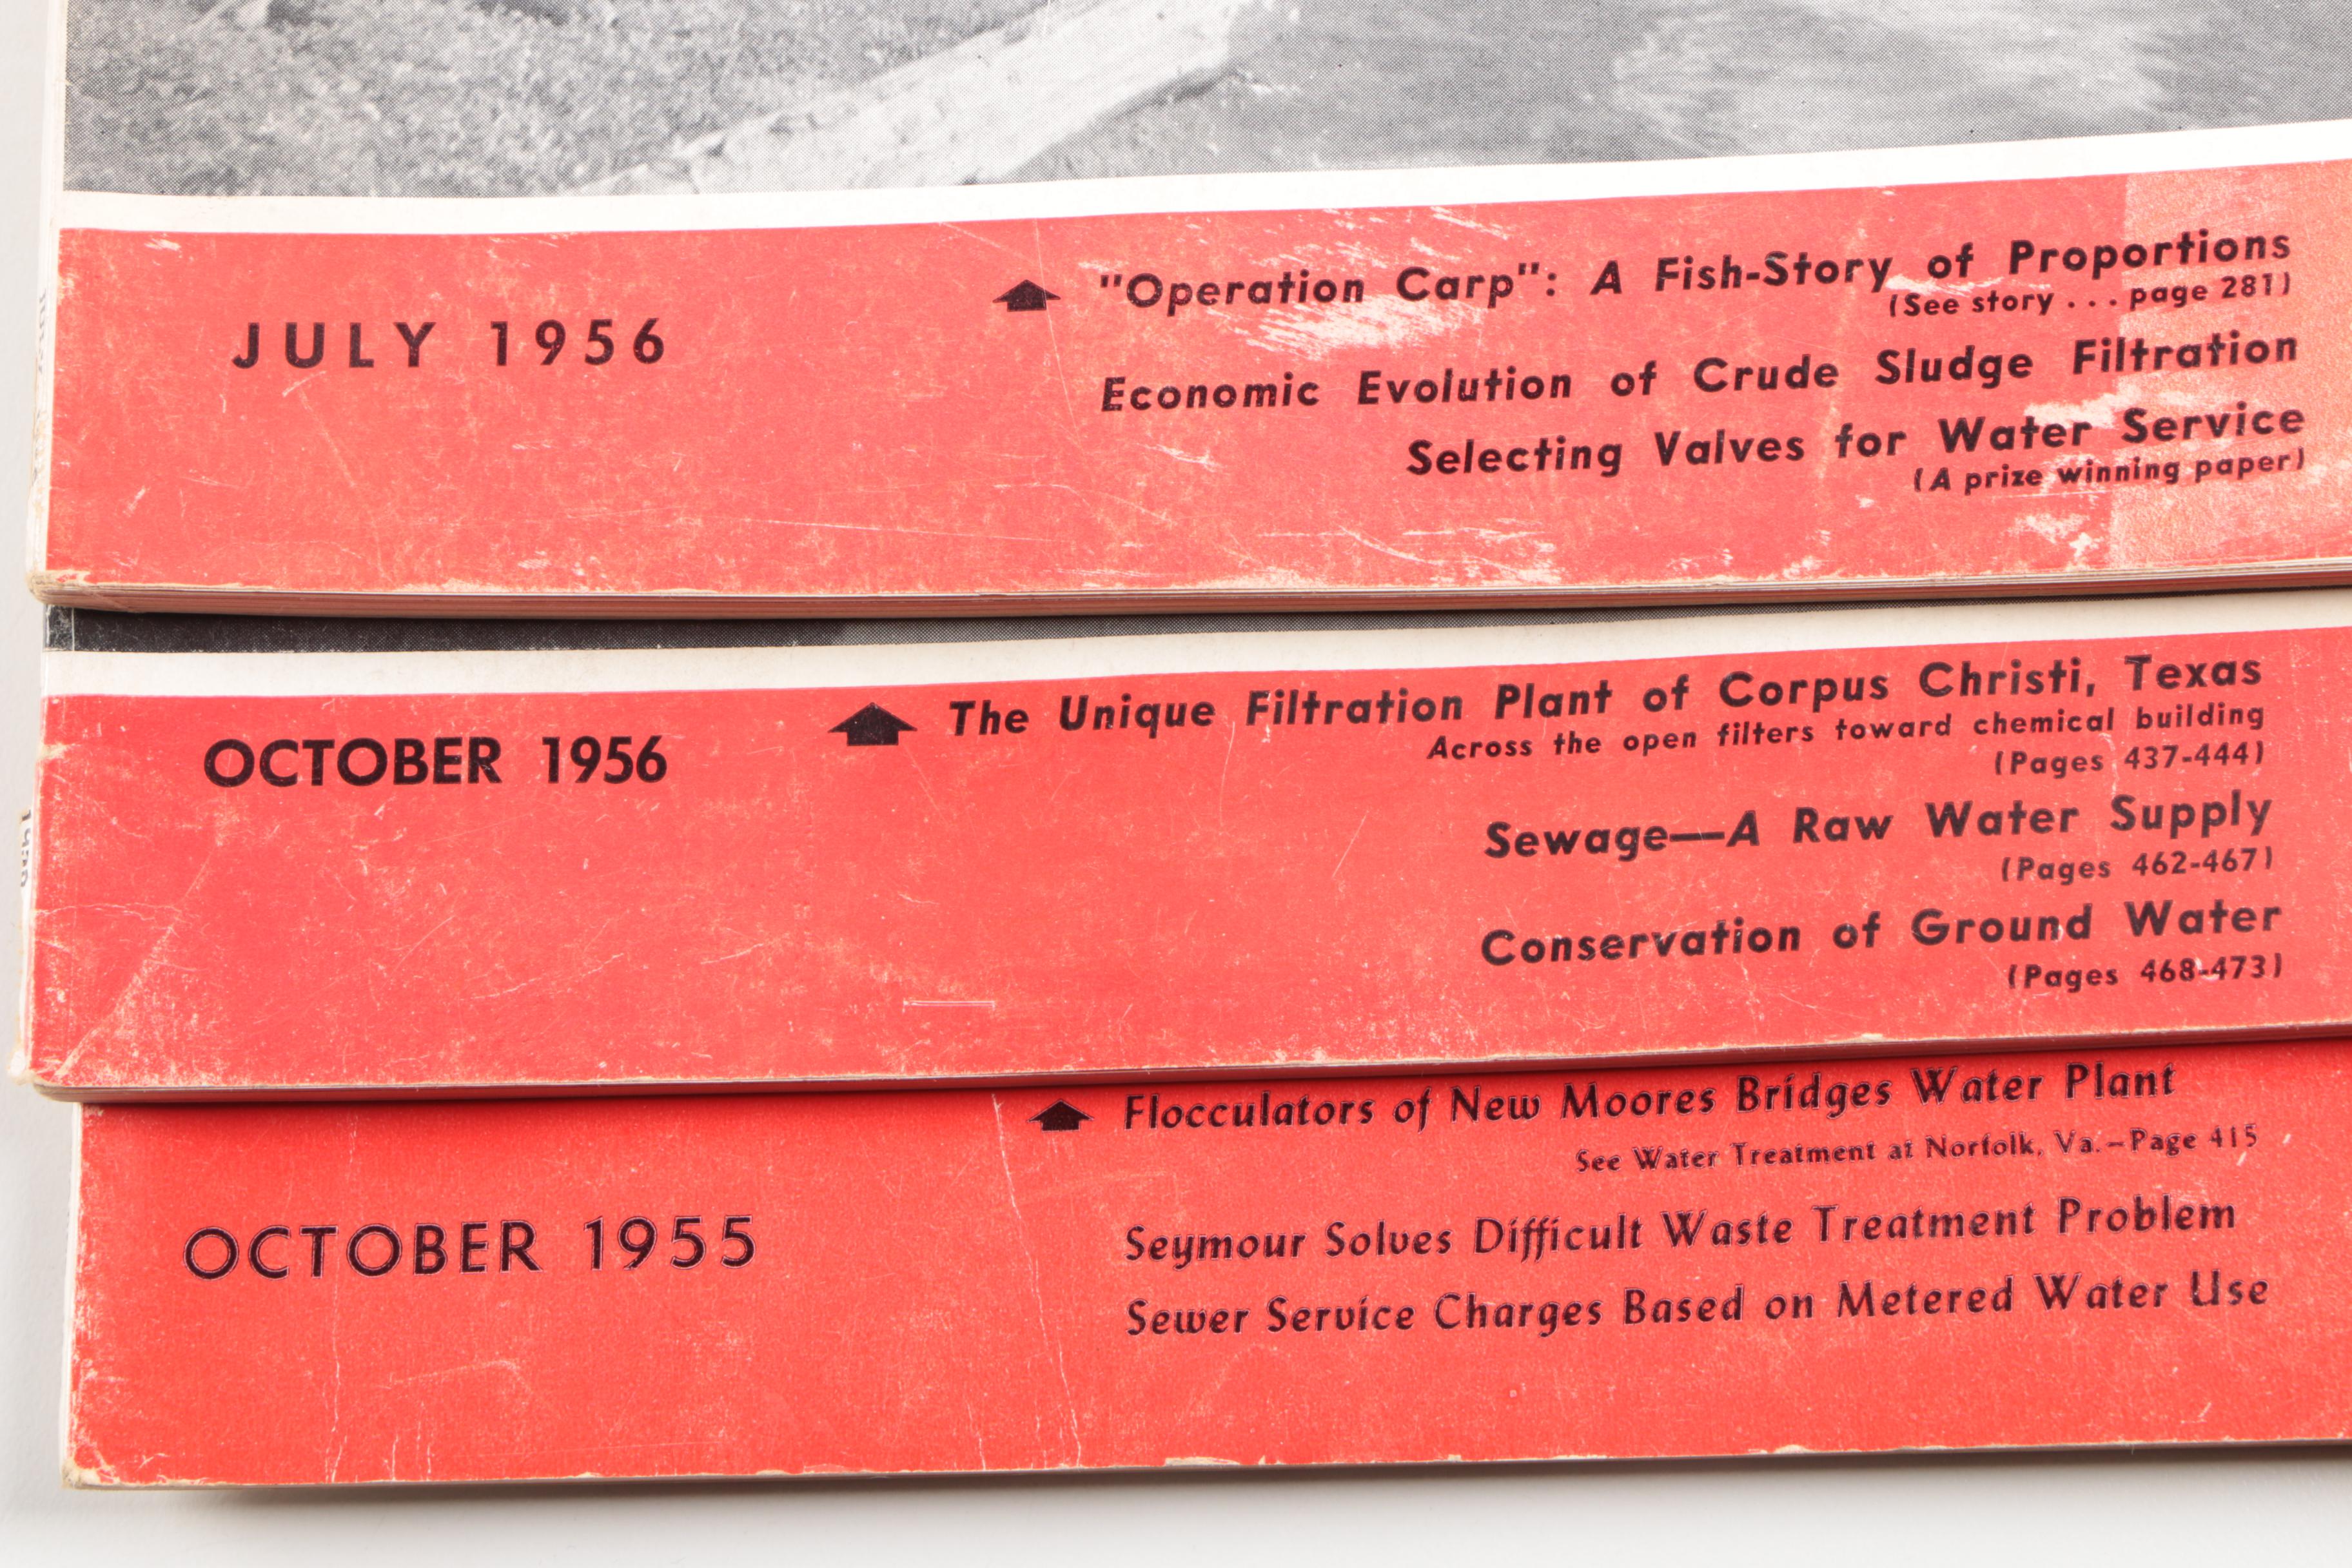 JULY 1956
"Operation Carp": A Fish-Story of Proportions
(See story . . . page 281)
Economic Evolution of Crude Sludge Filtration
Selecting Valves for Water Service
(A prize winning paper)
OCTOBER 1956
The Unique Filtration Plant of Corpus Christi, Texas
Across the open filters toward chemical building
(Pages 437-444)
Sewage—A Raw Water Supply
(Pages 462-467)
Conservation of Ground Water
(Pages 468-473)
OCTOBER 1955
Flocculators of New Moores Bridges Water Plant
See Water Treatment at Norfolk, Va.–Page 415
Seymour Solves Difficult Waste Treatment Problem
Sewer Service Charges Based on Metered Water Use